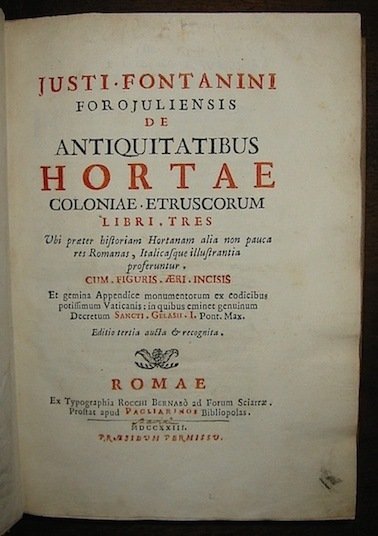 JUSTI·FONTANINI
FOROJULIENSIS
DE
ANTIQUITATIBUS
HORTAE
COLONIAE·ETRUSCORUM
LIBRI·TRES
Ubi præter historiam Hortanam alia non pauca
res Romanas, Italicasque illustrantia
proferuntur.
CUM·FIGURIS·ÆRI·INCISIS
Et gemina Appendice monumentorum ex codicibus
potissimum Vaticanis: in quibus eminet genuinum
Decretum SANCTI·GELASII·I. Pont. Max.
Editio tertia aucta & recognita.
ROMAE
Ex Typographia ROCCHI BERNABÒ ad Forum Sciarræ.
Prostat apud PAGLIARINOS Bibliopolas.
MDCCXXIII.
PRÆSIDUM PERMISSU.